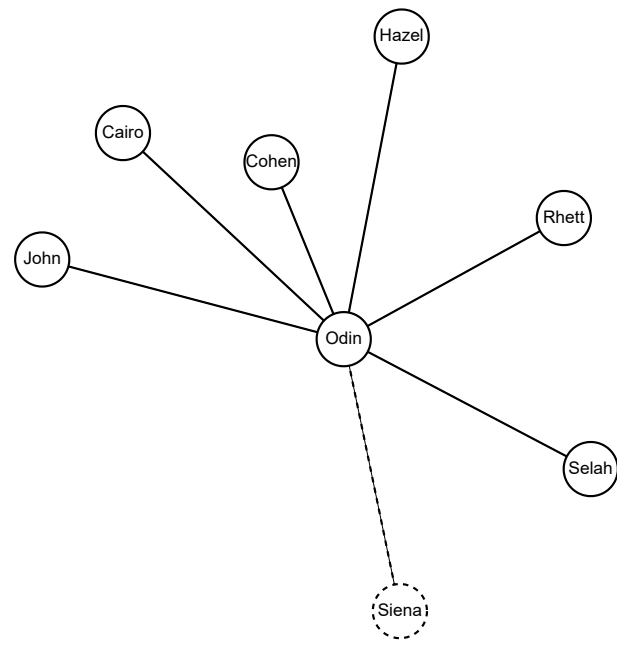 Hazel
Cairo
Cohen
Rhett
John
Odin
Selah
Siena